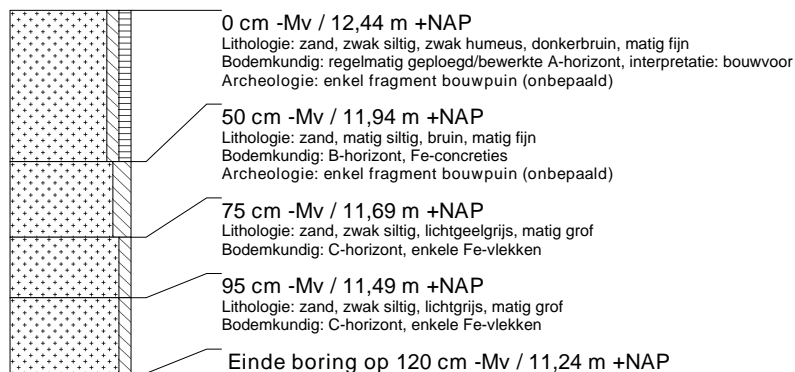 0 cm -Mv / 12,44 m +NAP
Lithologie: zand, zwak siltig, zwak humeus, donkerbruin, matig fijn
Bodemkundig: regelmatig geploegd/bewerkte A-horizont, interpretatie: bouwvoor
Archeologie: enkel fragment bouwpuin (onbepaald)
50 cm -Mv / 11,94 m +NAP
Lithologie: zand, matig siltig, bruin, matig fijn
Bodemkundig: B-horizont, Fe-concreties
Archeologie: enkel fragment bouwpuin (onbepaald)
75 cm -Mv / 11,69 m +NAP
Lithologie: zand, zwak siltig, lichtgeelgrijs, matig grof
Bodemkundig: C-horizont, enkele Fe-vlekken
95 cm -Mv / 11,49 m +NAP
Lithologie: zand, zwak siltig, lichtgrijs, matig grof
Bodemkundig: C-horizont, enkele Fe-vlekken
Einde boring op 120 cm -Mv / 11,24 m +NAP